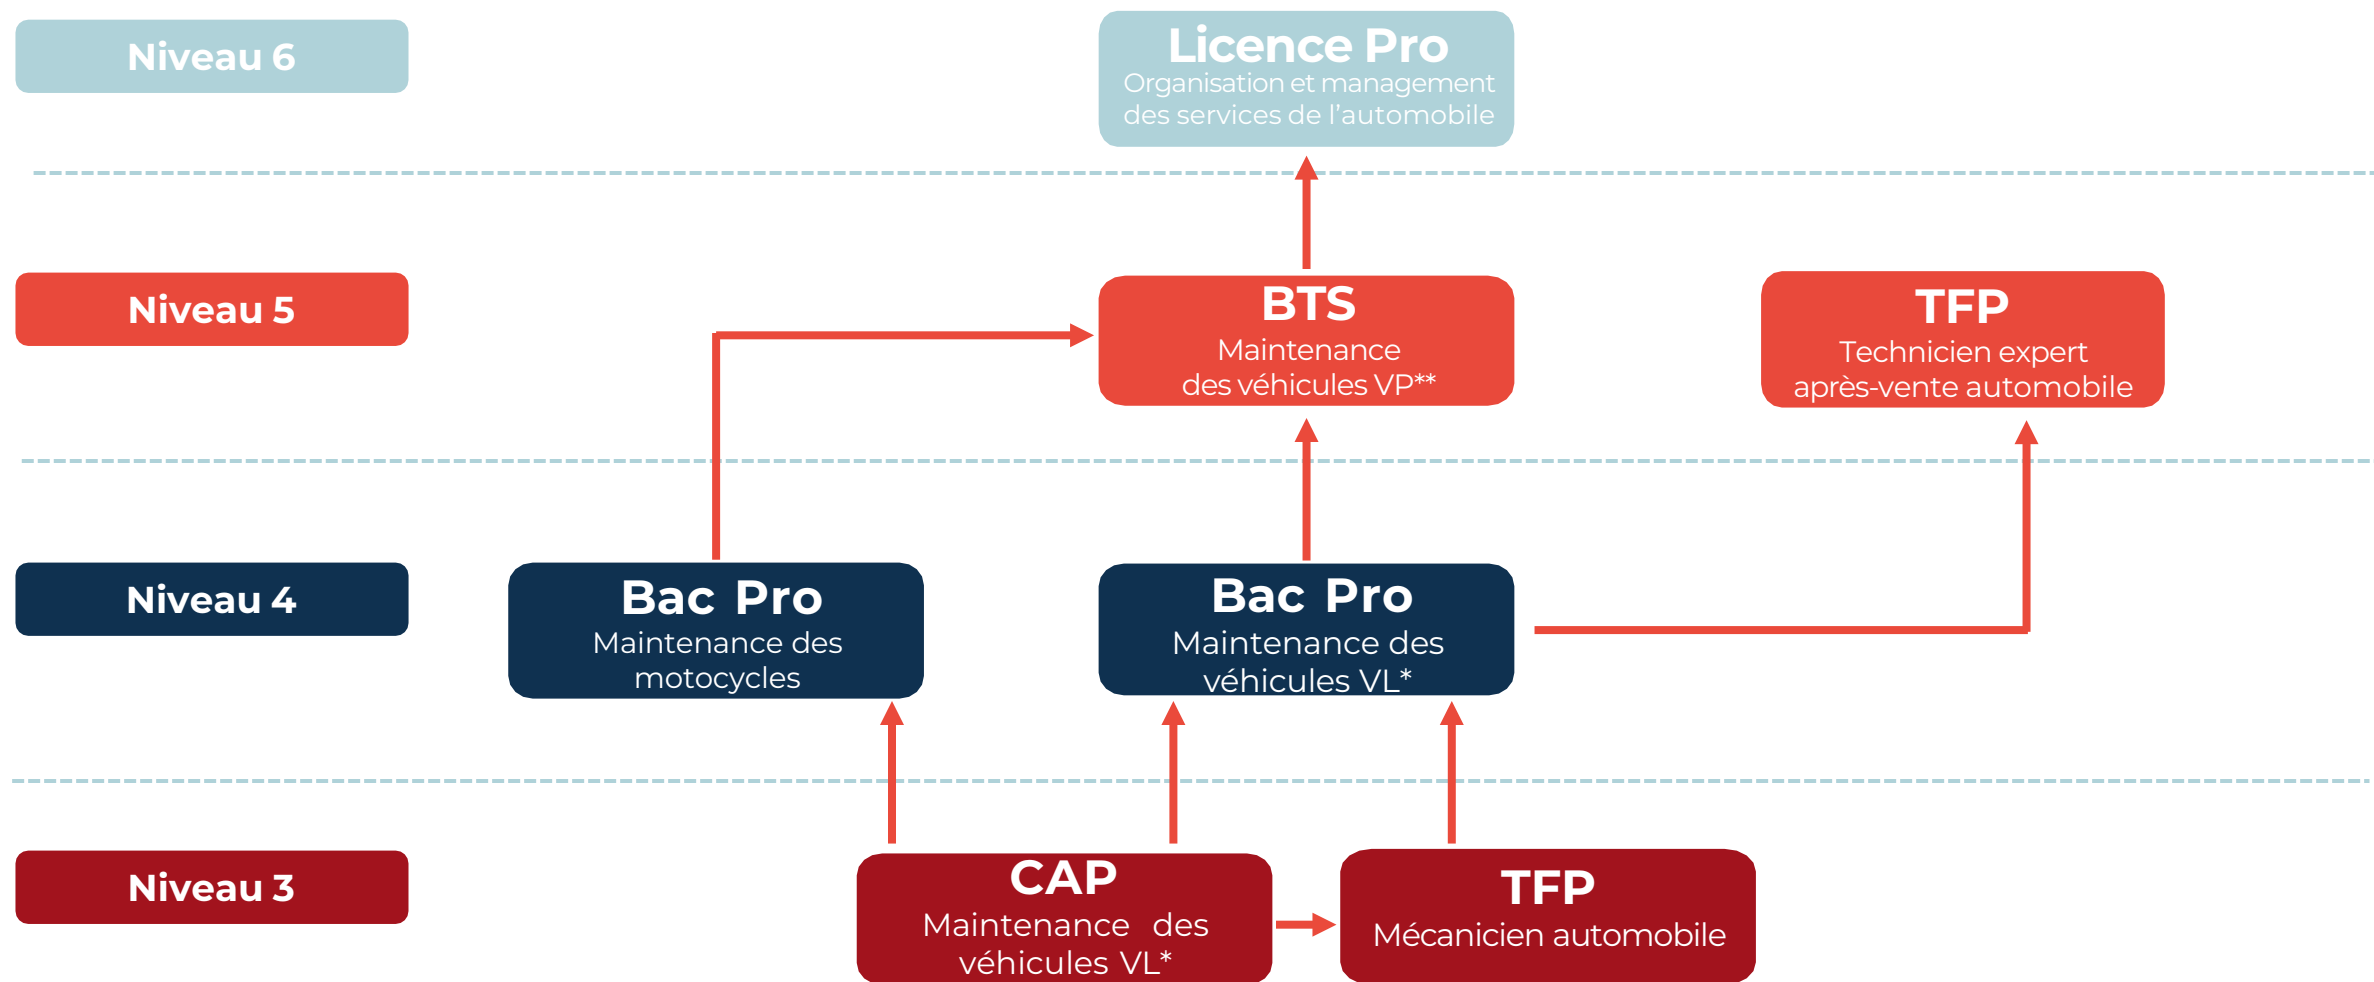 Niveau 6
Licence Pro
Organisation et management
des services de l'automobile
Niveau 5
BTS
Maintenance
des véhicules VP**
TFP
Technicien expert
après-vente automobile
Niveau 4
Bac Pro
Maintenance des
motocycles
Bac Pro
Maintenance des
véhicules VL*
Niveau 3
CAP
Maintenance des
véhicules VL*
TFP
Mécanicien automobile